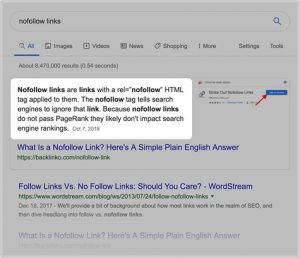 nofollow links
All Images Videos News Shopping More Settings Tools
About 8,470,000 results (0.54 seconds)
Nofollow links are links with a rel="nofollow" HTML
tag applied to them. The nofollow tag tells search
engines to ignore that link. Because nofollow links
do not pass PageRank they likely don't impact search
engine rankings. Oct 7, 2018
What Is a Nofollow Link? Here's A Simple Plain English Answer
https://backlinko.com/nofollow-link
Follow Links Vs. No Follow Links: Should You Care? - WordStream
https://www.wordstream.com/blog/ws/2013/07/24/follow-nofollow-links
Dec 18, 2017 - We'll provide a bit of background about how most links work in the realm of SEO, and
then dive headlong into follow vs. nofollow links.
What Is a Nofollow Link? Here's A Simple Plain English Answer